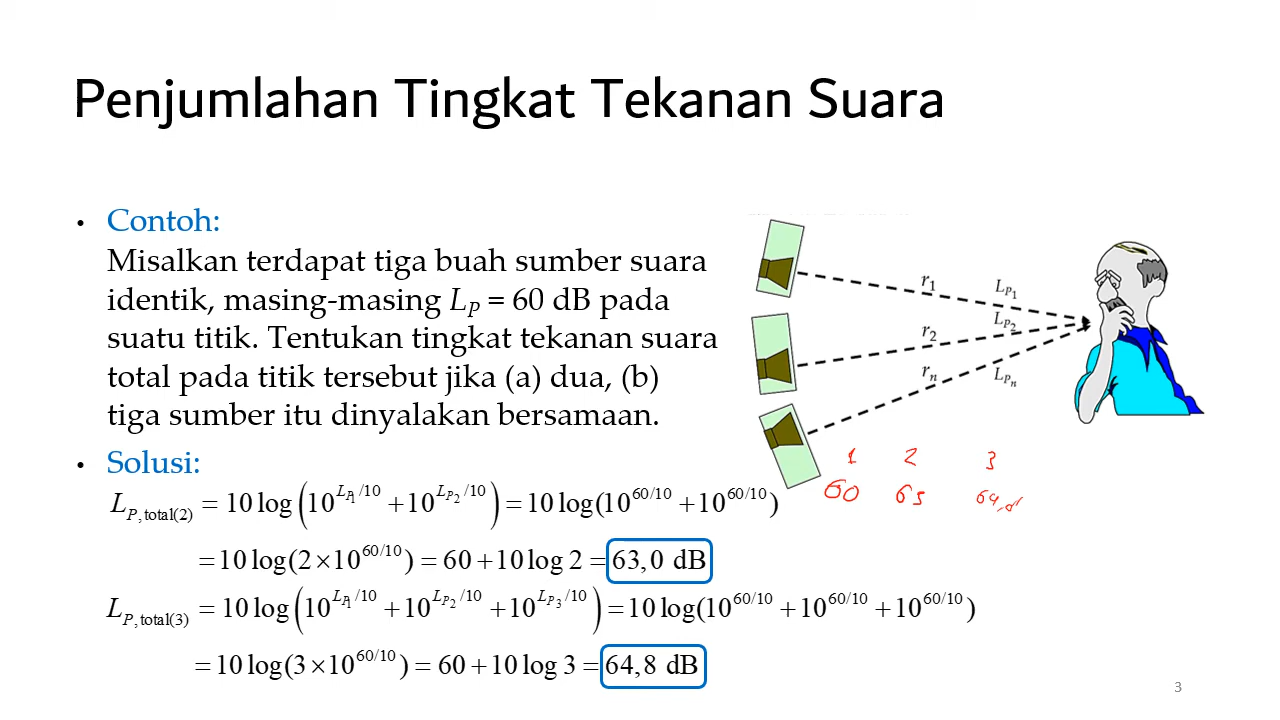 Penjumlahan Tingkat Tekanan Suara
• Contoh:
Misalkan terdapat tiga buah sumber suara
identik, masing-masing L_P = 60 dB pada
suatu titik. Tentukan tingkat tekanan suara
total pada titik tersebut jika (a) dua, (b)
tiga sumber itu dinyalakan bersamaan.
r₁ L_P₁
r₂ L_P₂
rₙ L_Pₙ
1 2 3
60 63 64,8
• Solusi:
L_P,total(2) = 10 log (10^(L_P₁/10) + 10^(L_P₂/10)) = 10 log(10^(60/10) + 10^(60/10))
= 10 log(2 × 10^(60/10)) = 60 + 10 log 2 = 63,0 dB
L_P,total(3) = 10 log (10^(L_P₁/10) + 10^(L_P₂/10) + 10^(L_P₃/10)) = 10 log(10^(60/10) + 10^(60/10) + 10^(60/10))
= 10 log(3 × 10^(60/10)) = 60 + 10 log 3 = 64,8 dB
3